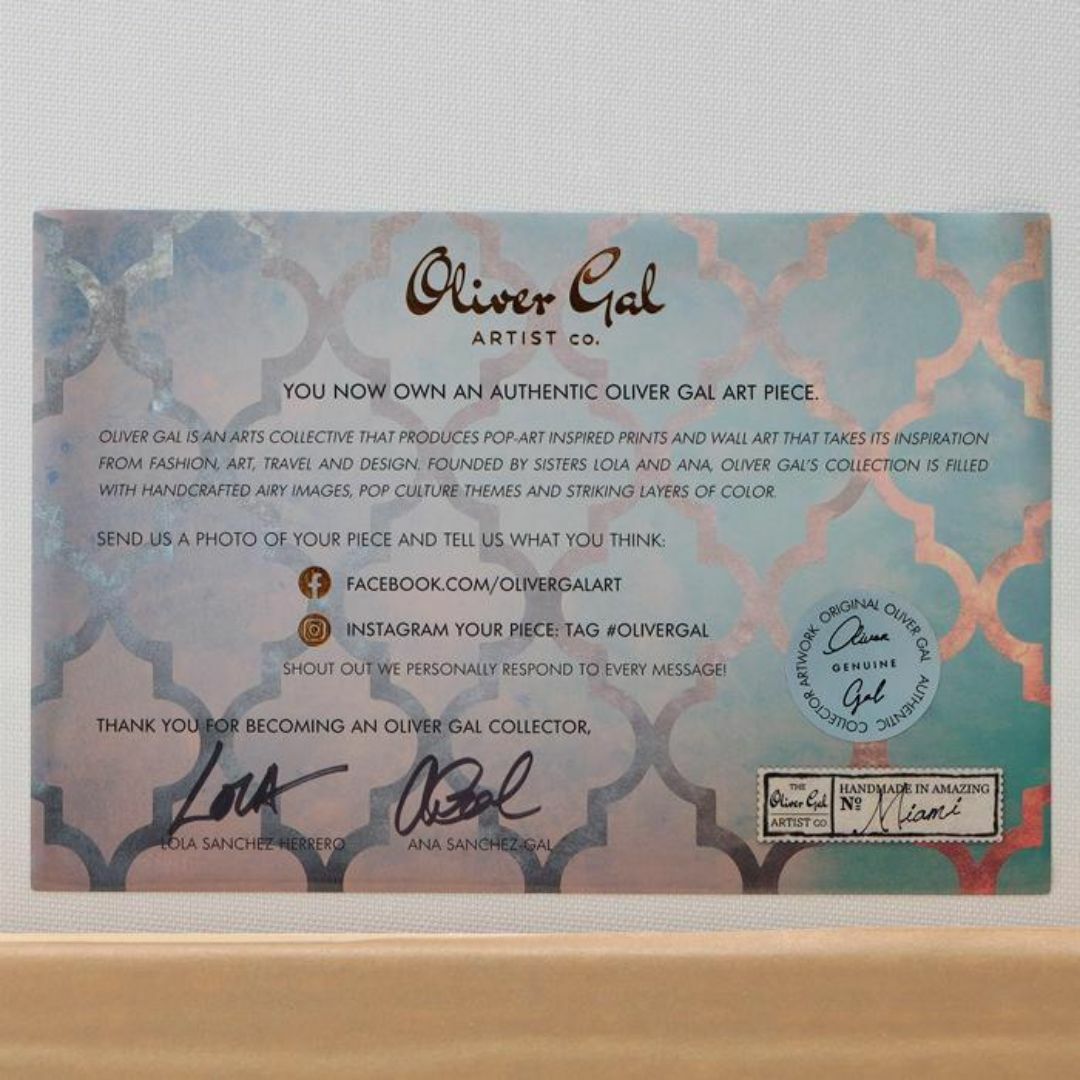 Oliver Gal
ARTIST CO.
YOU NOW OWN AN AUTHENTIC OLIVER GAL ART PIECE.
OLIVER GAL IS AN ARTS COLLECTIVE THAT PRODUCES POP-ART INSPIRED PRINTS AND WALL ART THAT TAKES ITS INSPIRATION
FROM FASHION, ART, TRAVEL AND DESIGN. FOUNDED BY SISTERS LOLA AND ANA, OLIVER GAL'S COLLECTION IS FILLED
WITH HANDCRAFTED AIRY IMAGES, POP CULTURE THEMES AND STRIKING LAYERS OF COLOR.
SEND US A PHOTO OF YOUR PIECE AND TELL US WHAT YOU THINK:
FACEBOOK.COM/OLIVERGALART
INSTAGRAM YOUR PIECE: TAG #OLIVERGAL
SHOUT OUT WE PERSONALLY RESPOND TO EVERY MESSAGE!
ORIGINAL OLIVER GAL AUTHENTIC COLLECTOR ARTWORK
Oliver
GENUINE
Gal
THANK YOU FOR BECOMING AN OLIVER GAL COLLECTOR,
LOLA
LOLA SANCHEZ-HERRERO
ANA SANCHEZ-GAL
THE
Oliver Gal
ARTIST CO
HANDMADE IN AMAZING
Nº Miami